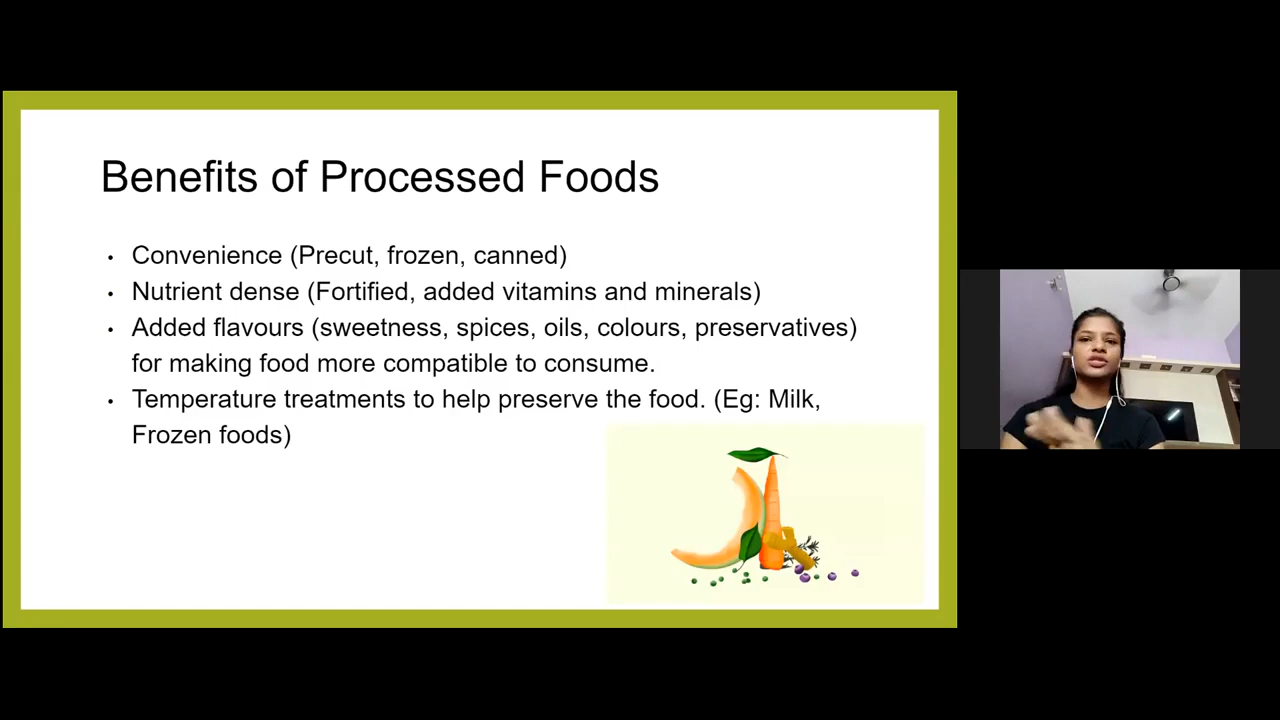 Benefits of Processed Foods
• Convenience (Precut, frozen, canned)
• Nutrient dense (Fortified, added vitamins and minerals)
• Added flavours (sweetness, spices, oils, colours, preservatives)
for making food more compatible to consume.
• Temperature treatments to help preserve the food. (Eg: Milk,
Frozen foods)